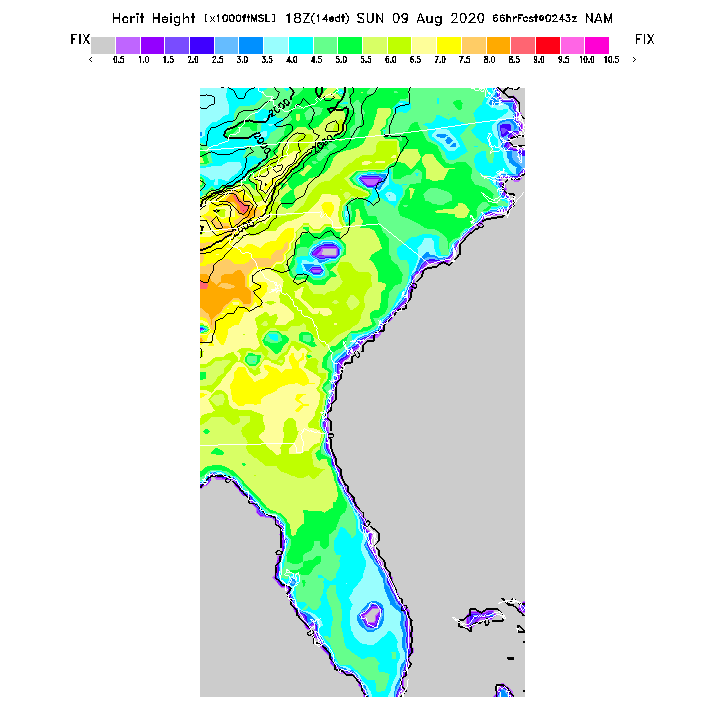 Hcrit Height [x1000ftMSL] 18Z(14edt) SUN 09 Aug 2020 66hrFcst@0243z NAM
FIX FIX
< 0.5 1.0 1.5 2.0 2.5 3.0 3.5 4.0 4.5 5.0 5.5 6.0 6.5 7.0 7.5 8.0 8.5 9.0 9.5 10.0 10.5 >
2000